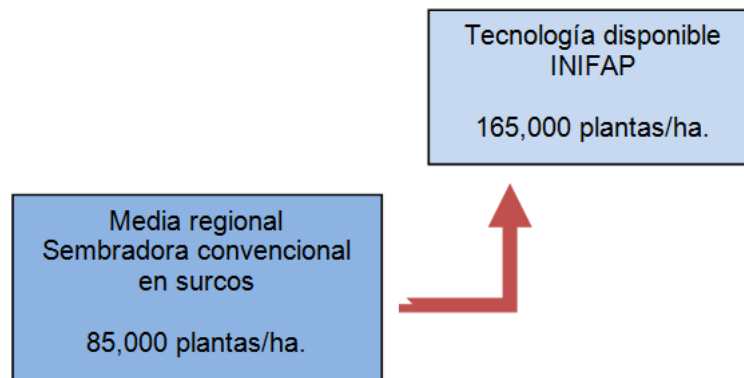 Tecnología disponible
INIFAP
165,000 plantas/ha.
Media regional
Sembradora convencional
en surcos
85,000 plantas/ha.